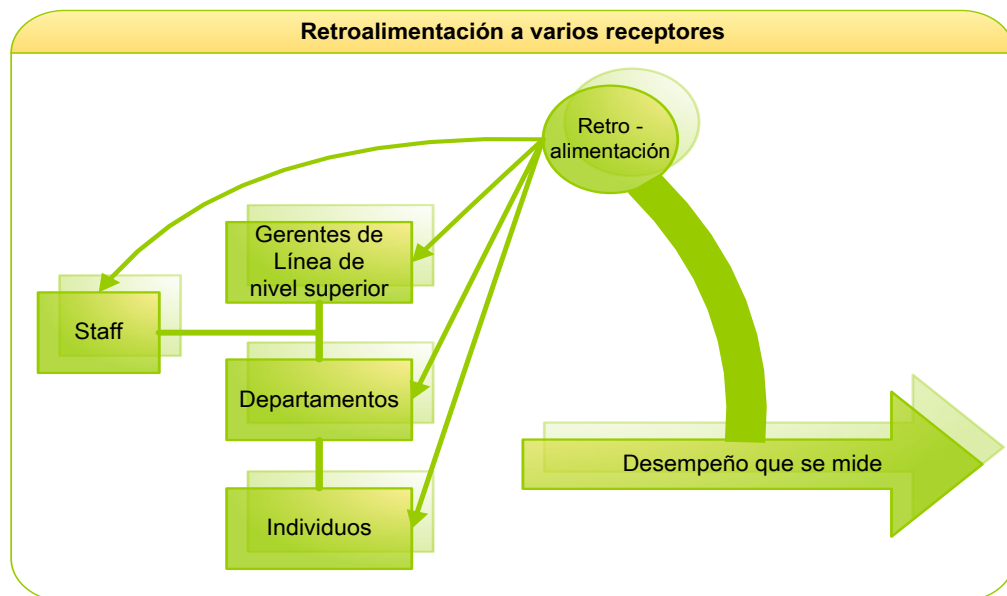 Retroalimentación a varios receptores
Retro -
alimentación
Gerentes de
Línea de
nivel superior
Staff
Departamentos
Desempeño que se mide
Individuos